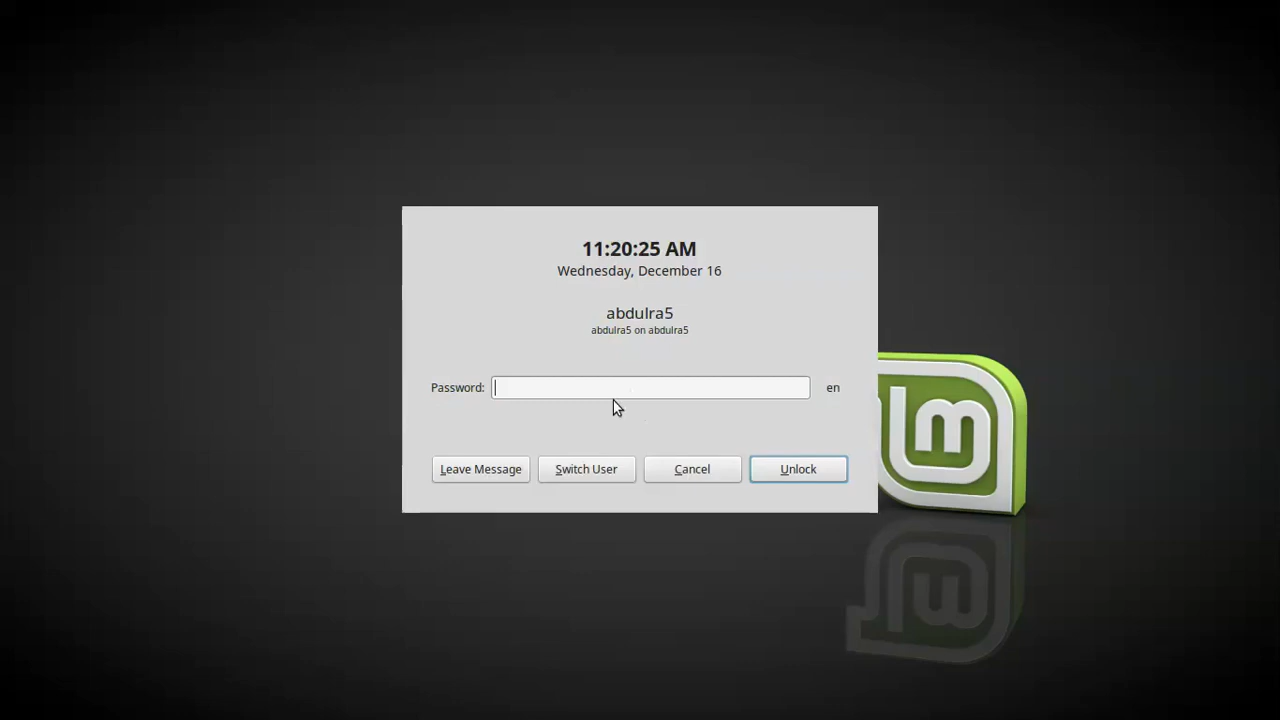 11:20:25 AM
Wednesday, December 16
abdulra5
abdulra5 on abdulra5
Password: en
Leave Message Switch User Cancel Unlock